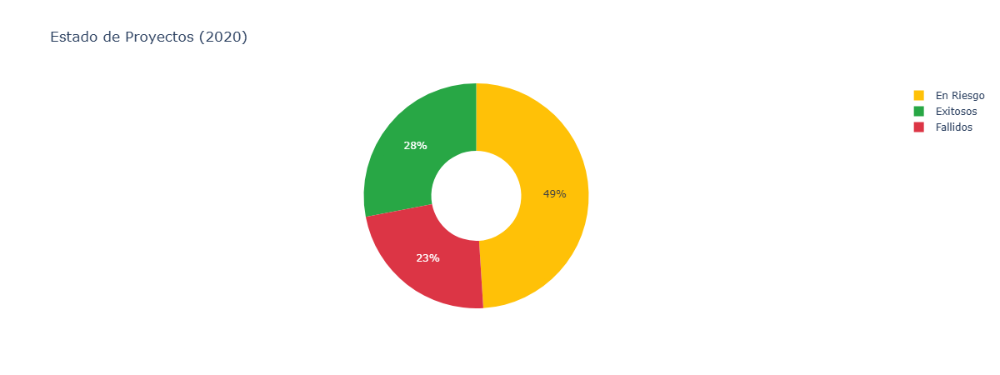 Estado de Proyectos (2020)
En Riesgo
Exitosos
Fallidos
28%
49%
23%